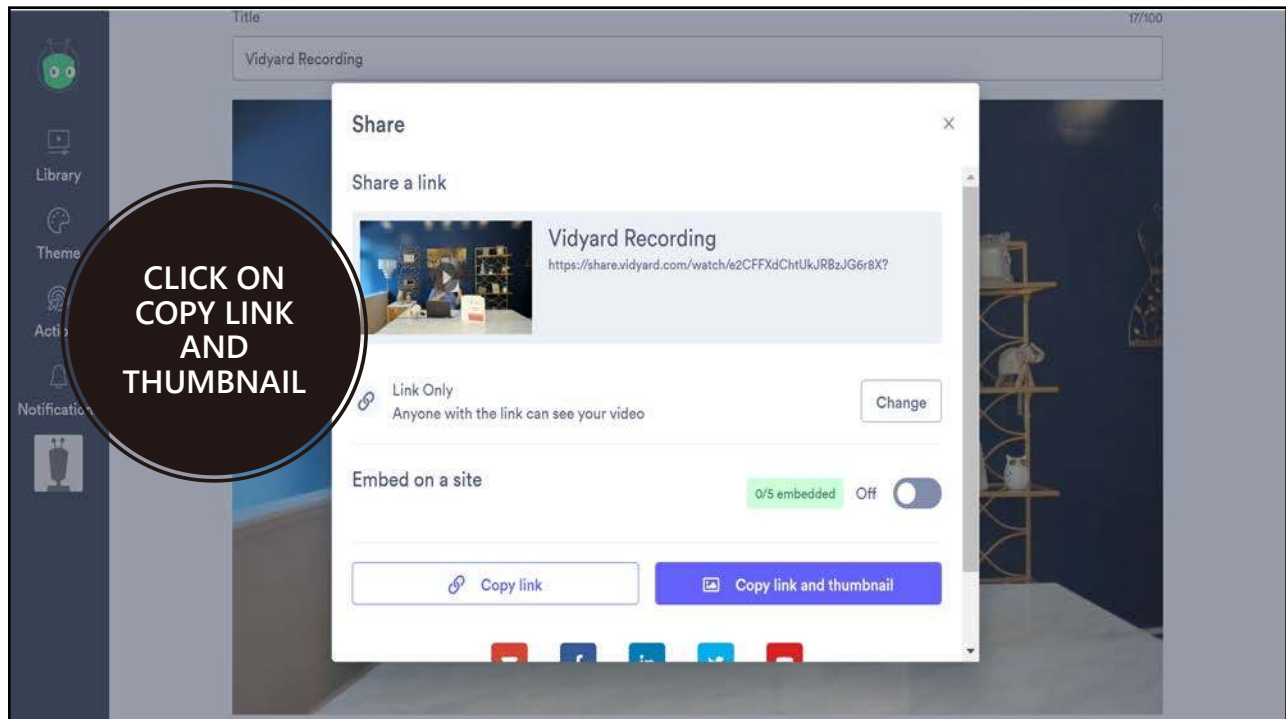 Title
17/100
Vidyard Recording
Library
Theme
Notification
CLICK ON
COPY LINK
AND
THUMBNAIL
Share
Share a link
Vidyard Recording
https://share.vidyard.com/watch/e2CFFXdChtUkJRBzJG6r8X?
Link Only
Anyone with the link can see your video
Change
Embed on a site
0/5 embedded
Off
Copy link
Copy link and thumbnail